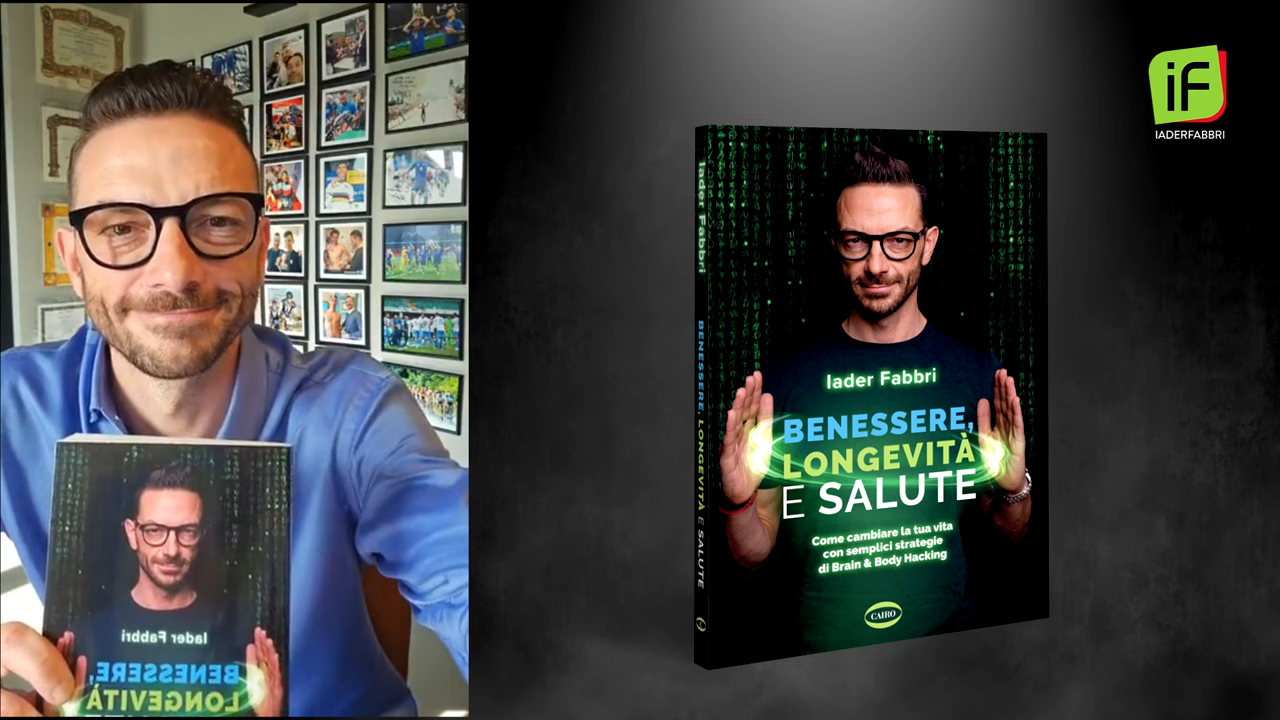 Iader Fabbri
BENESSERE,
LONGEVITÀ
iF
IADERFABBRI
Iader Fabbri
BENESSERE, LONGEVITÀ E SALUTE
Iader Fabbri
BENESSERE,
LONGEVITÀ
E SALUTE
Come cambiare la tua vita
con semplici strategie
di Brain & Body Hacking
CAIRO